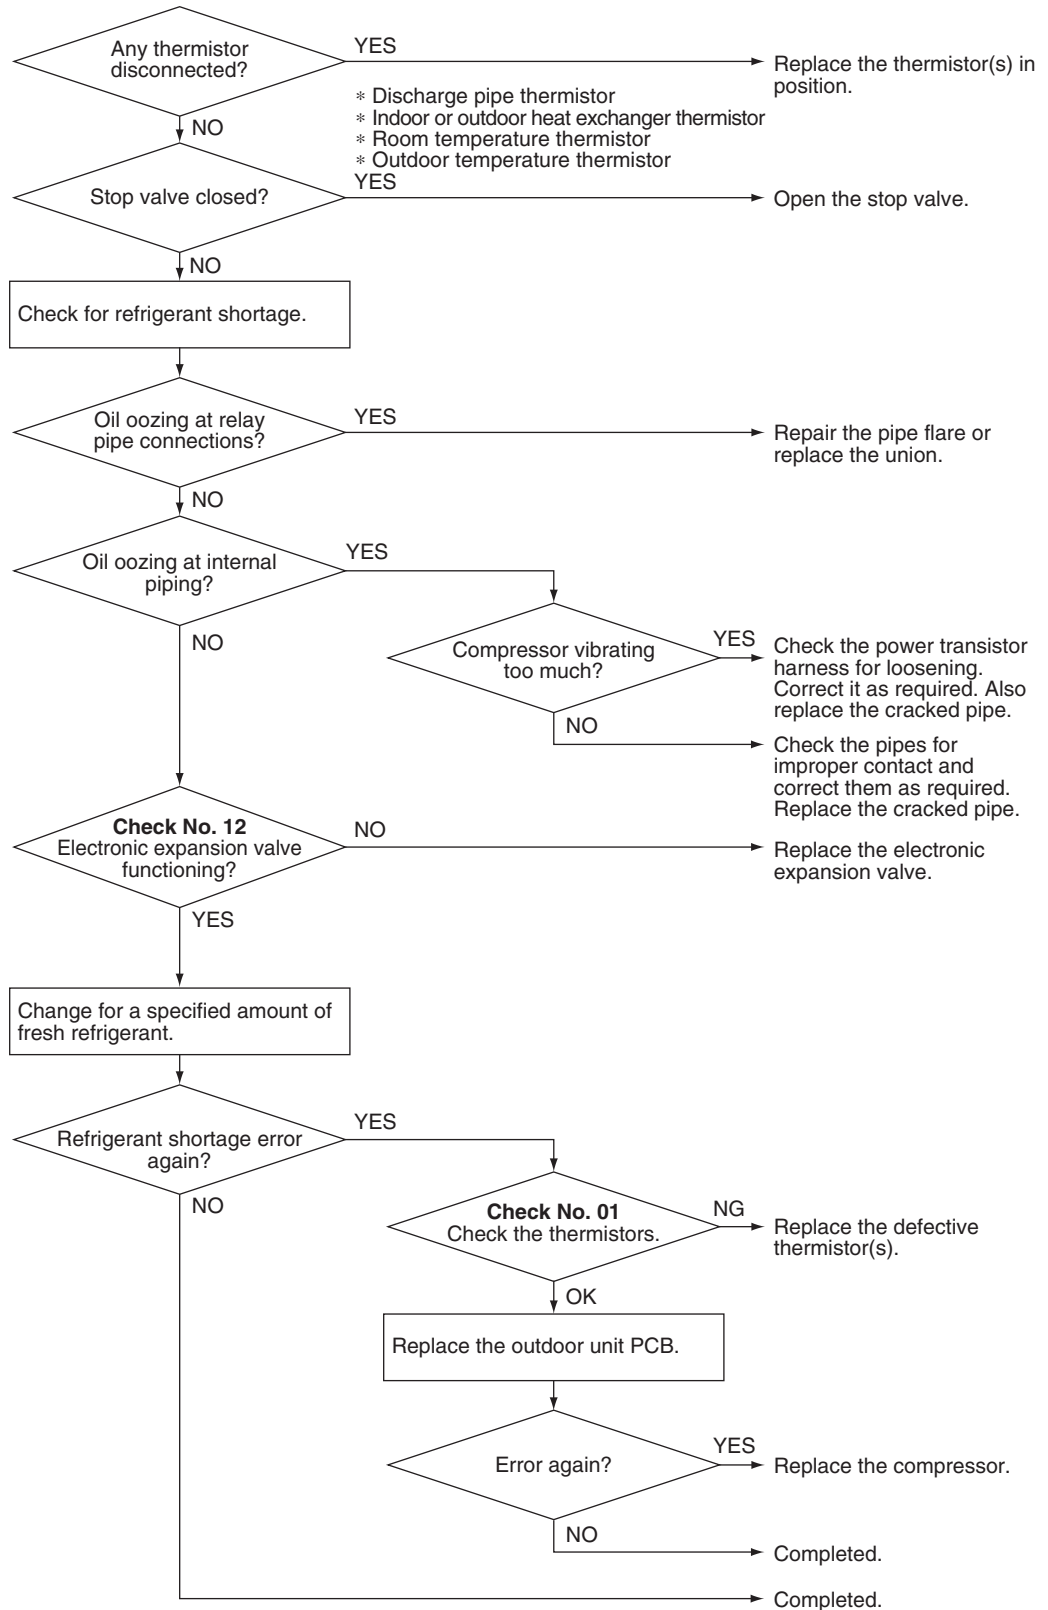 Any thermistor
disconnected?
YES
Replace the thermistor(s) in
position.
∗ Discharge pipe thermistor
∗ Indoor or outdoor heat exchanger thermistor
∗ Room temperature thermistor
∗ Outdoor temperature thermistor
NO
Stop valve closed?
YES
Open the stop valve.
NO
Check for refrigerant shortage.
Oil oozing at relay
pipe connections?
YES
Repair the pipe flare or
replace the union.
NO
Oil oozing at internal
piping?
YES
NO
Compressor vibrating
too much?
YES
Check the power transistor
harness for loosening.
Correct it as required. Also
replace the cracked pipe.
NO
Check the pipes for
improper contact and
correct them as required.
Replace the cracked pipe.
Check No. 12
Electronic expansion valve
functioning?
NO
Replace the electronic
expansion valve.
YES
Change for a specified amount of
fresh refrigerant.
Refrigerant shortage error
again?
YES
NO
Check No. 01
Check the thermistors.
NG
Replace the defective
thermistor(s).
OK
Replace the outdoor unit PCB.
Error again?
YES
Replace the compressor.
NO
Completed.
Completed.